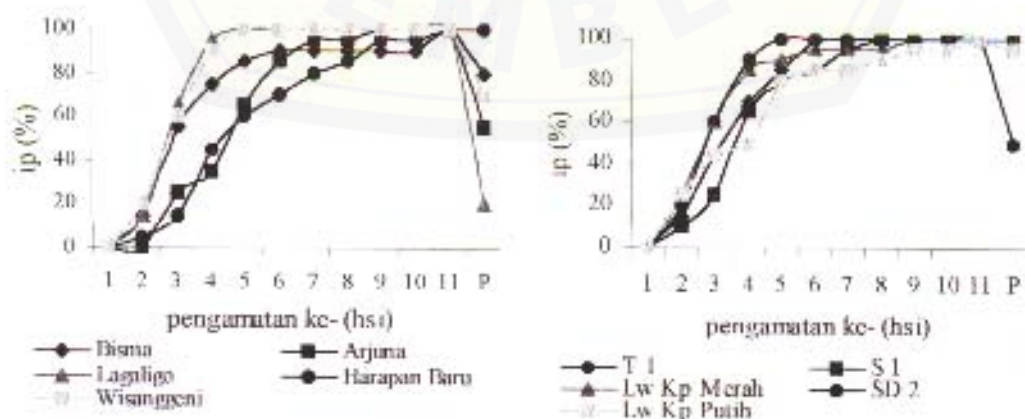 100
80
60
40
20
0
ip (%)
1 2 3 4 5 6 7 8 9 10 11 P
pengamatan ke- (hsi)
Bisma
Arjuna
Lagaligo
Harapan Baru
Wisanggeni
100
80
60
40
20
0
ip (%)
1 2 3 4 5 6 7 8 9 10 11 P
pengamatan ke- (hsi)
T 1
S 1
Lw Kp Merah
SD 2
Lw Kp Putih